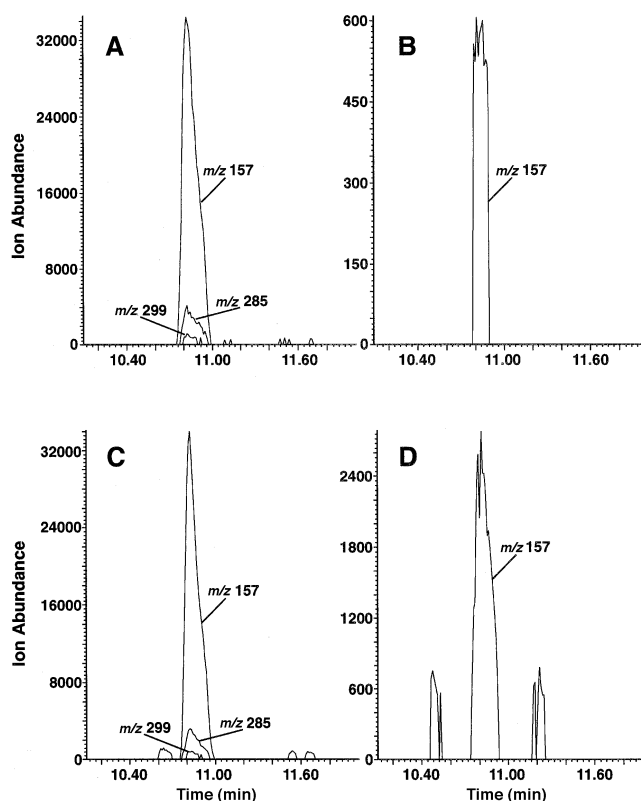 A
B
32000
24000
16000
8000
0
Ion Abundance
m/z 157
m/z 285
m/z 299
10.40 11.00 11.60
600
450
300
150
0
m/z 157
10.40 11.00 11.60
C
D
32000
24000
16000
8000
0
Ion Abundance
m/z 157
m/z 285
m/z 299
10.40 11.00 11.60
Time (min)
2400
1800
1200
600
0
m/z 157
10.40 11.00 11.60
Time (min)